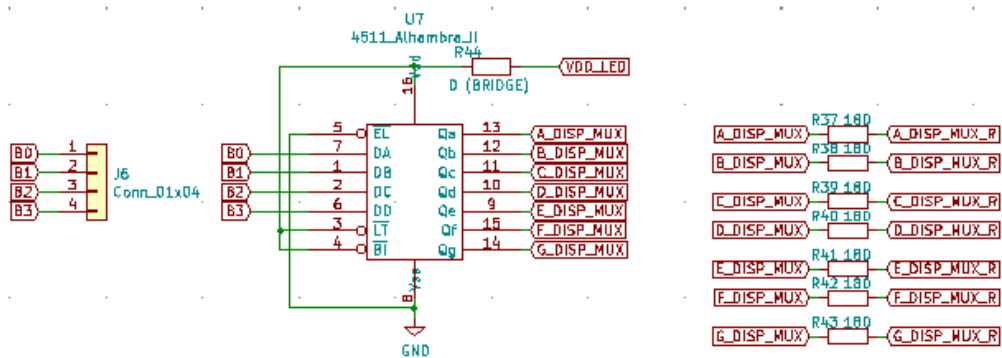 U7
4511_Alhambra_II
R44
0 (BRIDGE)
VDD_LED
Vdd
16
B0 1
B1 2
B2 3
B3 4
J6
Conn_01x04
B0
B1
B2
B3
5 EL Qa 13 A_DISP_MUX
7 DA Qb 12 B_DISP_MUX
1 DB Qc 11 C_DISP_MUX
2 DC Qd 10 D_DISP_MUX
6 DD Qe 9 E_DISP_MUX
3 LT Qf 15 F_DISP_MUX
4 BI Qg 14 G_DISP_MUX
8 Vss
GND
R37 180
A_DISP_MUX A_DISP_MUX_R
R38 180
B_DISP_MUX B_DISP_MUX_R
R39 180
C_DISP_MUX C_DISP_MUX_R
R40 180
D_DISP_MUX D_DISP_MUX_R
R41 180
E_DISP_MUX E_DISP_MUX_R
R42 180
F_DISP_MUX F_DISP_MUX_R
R43 180
G_DISP_MUX G_DISP_MUX_R